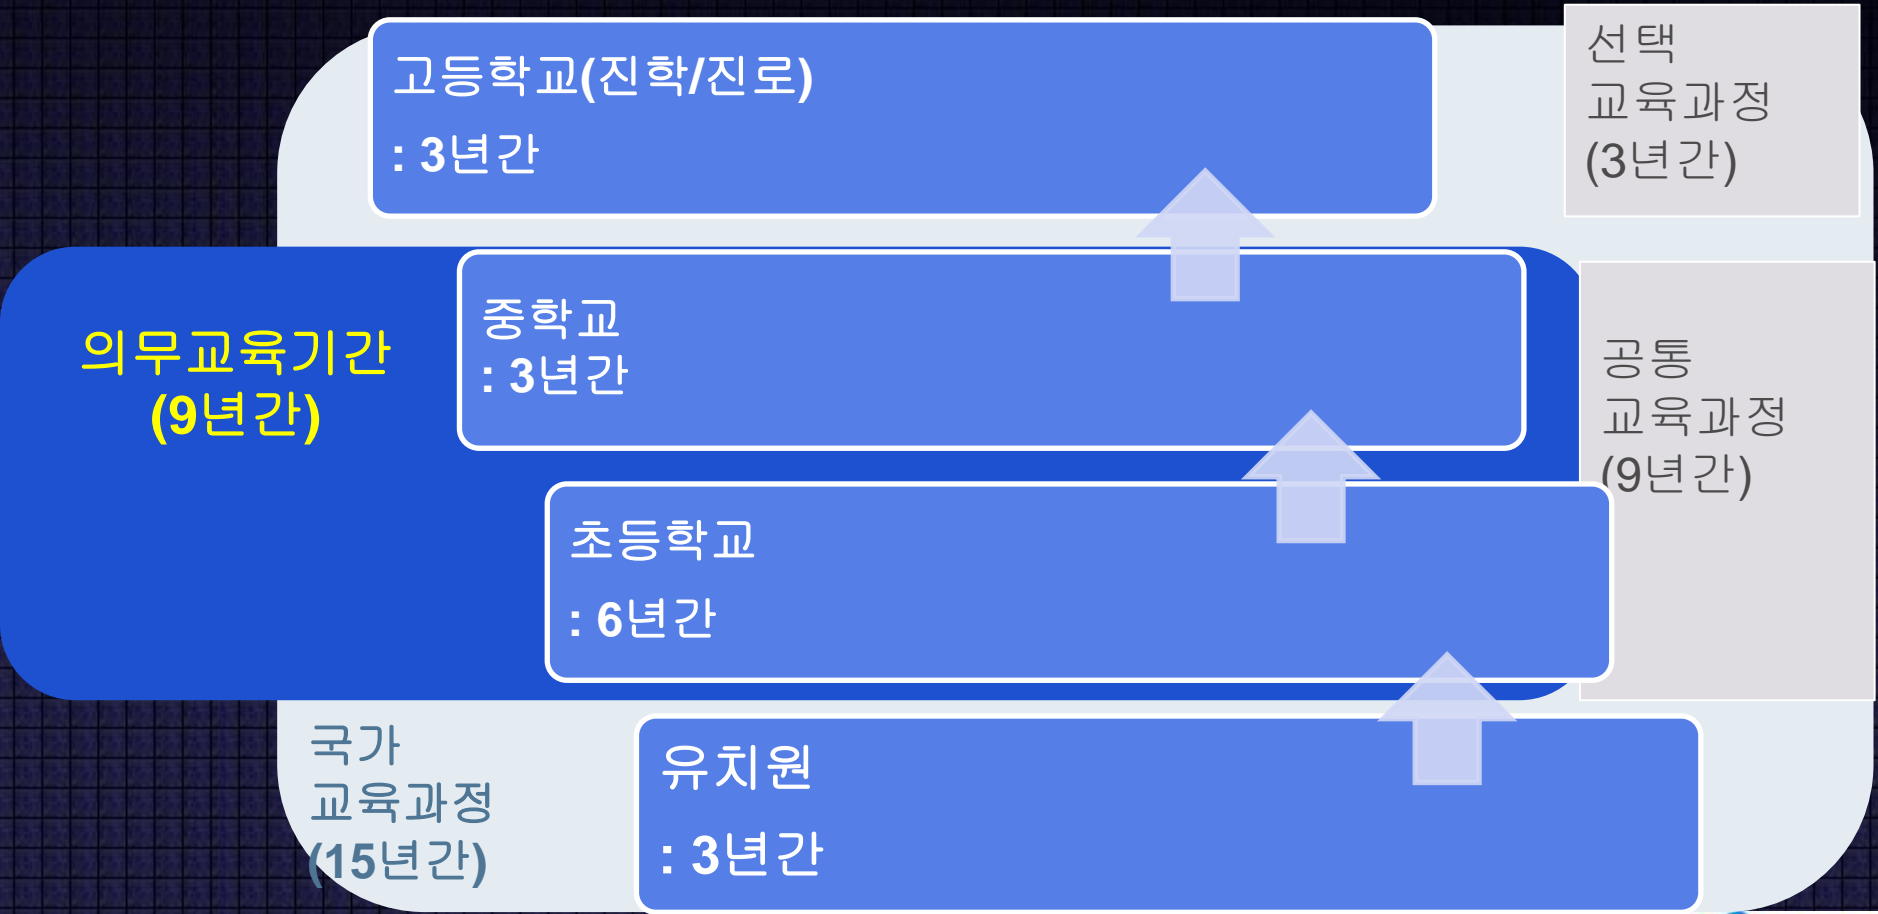 고등학교(진학/진로)
: 3년간
선택
교육과정
(3년간)
의무교육기간
(9년간)
중학교
: 3년간
공통
교육과정
(9년간)
초등학교
: 6년간
국가
교육과정
(15년간)
유치원
: 3년간